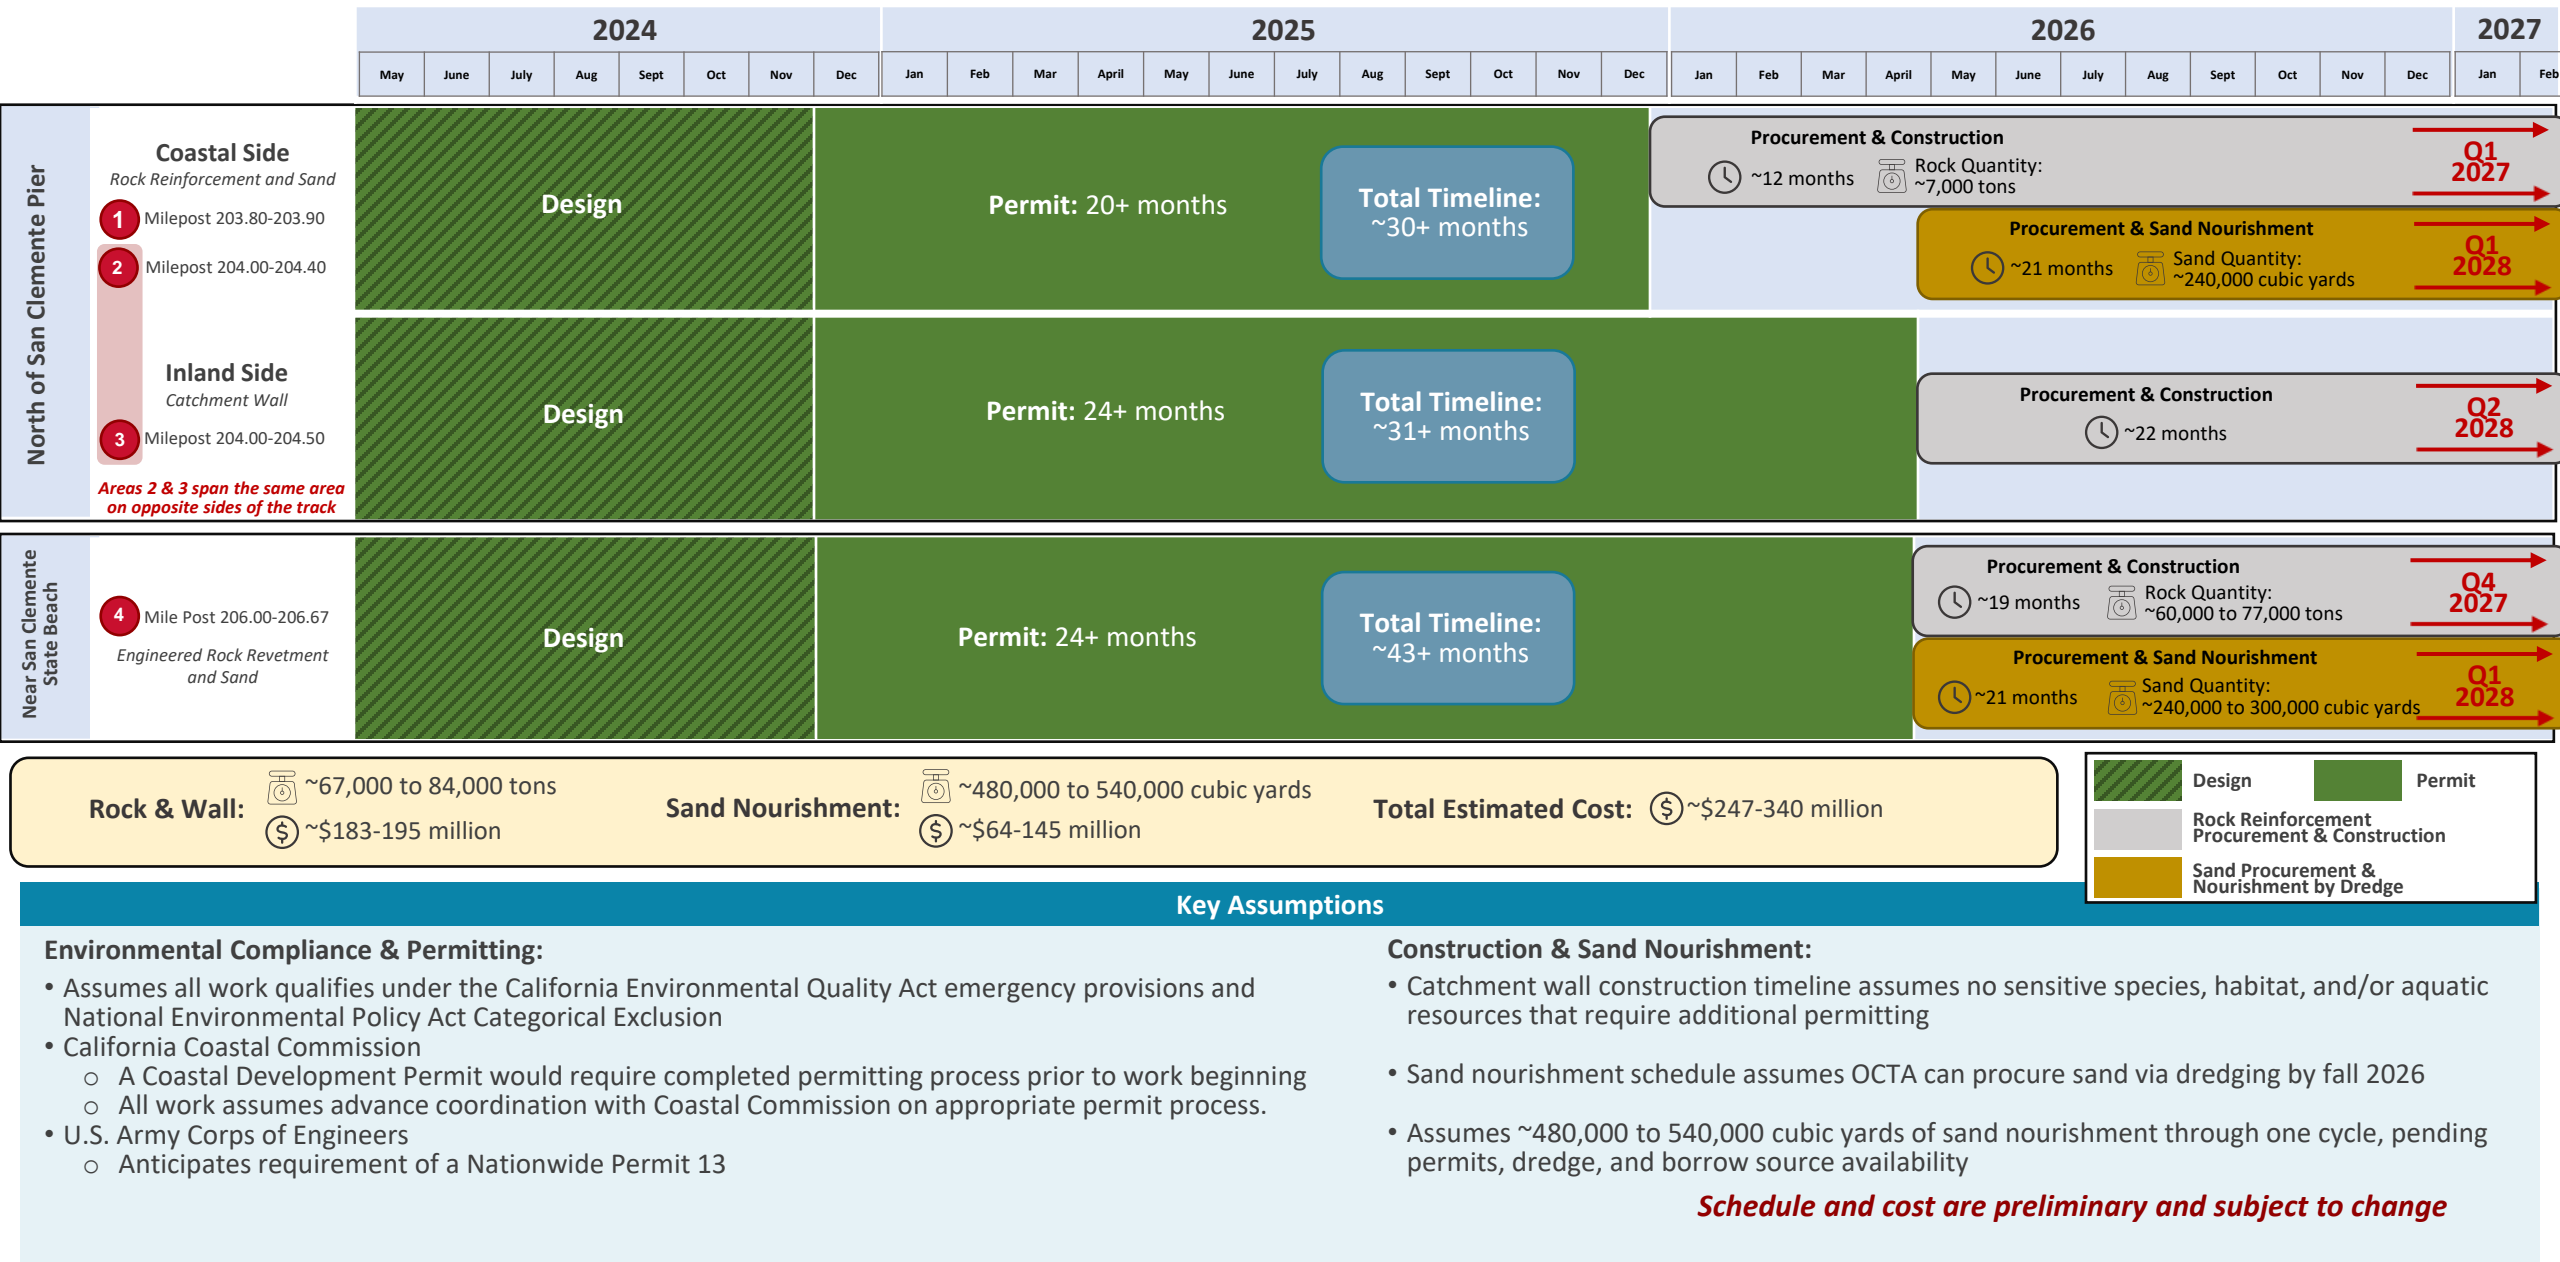 2024
2025
2026
2027
May June July Aug Sept Oct Nov Dec Jan Feb Mar April May June July Aug Sept Oct Nov Dec Jan Feb Mar April May June July Aug Sept Oct Nov Dec Jan Feb
North of San Clemente Pier
Coastal Side
Rock Reinforcement and Sand
1 Milepost 203.80-203.90
2 Milepost 204.00-204.40
Inland Side
Catchment Wall
3 Milepost 204.00-204.50
Areas 2 & 3 span the same area
on opposite sides of the track
Design
Permit: 20+ months
Total Timeline:
~30+ months
Procurement & Construction
~12 months
Rock Quantity:
~7,000 tons
Q1
2027
Procurement & Sand Nourishment
~21 months
Sand Quantity:
~240,000 cubic yards
Q1
2028
Design
Permit: 24+ months
Total Timeline:
~31+ months
Procurement & Construction
~22 months
Q2
2028
Near San Clemente
State Beach
4 Mile Post 206.00-206.67
Engineered Rock Revetment
and Sand
Design
Permit: 24+ months
Total Timeline:
~43+ months
Procurement & Construction
~19 months
Rock Quantity:
~60,000 to 77,000 tons
Q4
2027
Procurement & Sand Nourishment
~21 months
Sand Quantity:
~240,000 to 300,000 cubic yards
Q1
2028
Rock & Wall:
~67,000 to 84,000 tons
$ ~$183-195 million
Sand Nourishment:
~480,000 to 540,000 cubic yards
$ ~$64-145 million
Total Estimated Cost: $ ~$247-340 million
Design
Permit
Rock Reinforcement
Procurement & Construction
Sand Procurement &
Nourishment by Dredge
Key Assumptions
Environmental Compliance & Permitting:
• Assumes all work qualifies under the California Environmental Quality Act emergency provisions and
National Environmental Policy Act Categorical Exclusion
• California Coastal Commission
o A Coastal Development Permit would require completed permitting process prior to work beginning
o All work assumes advance coordination with Coastal Commission on appropriate permit process.
• U.S. Army Corps of Engineers
o Anticipates requirement of a Nationwide Permit 13
Construction & Sand Nourishment:
• Catchment wall construction timeline assumes no sensitive species, habitat, and/or aquatic
resources that require additional permitting
• Sand nourishment schedule assumes OCTA can procure sand via dredging by fall 2026
• Assumes ~480,000 to 540,000 cubic yards of sand nourishment through one cycle, pending
permits, dredge, and borrow source availability
Schedule and cost are preliminary and subject to change